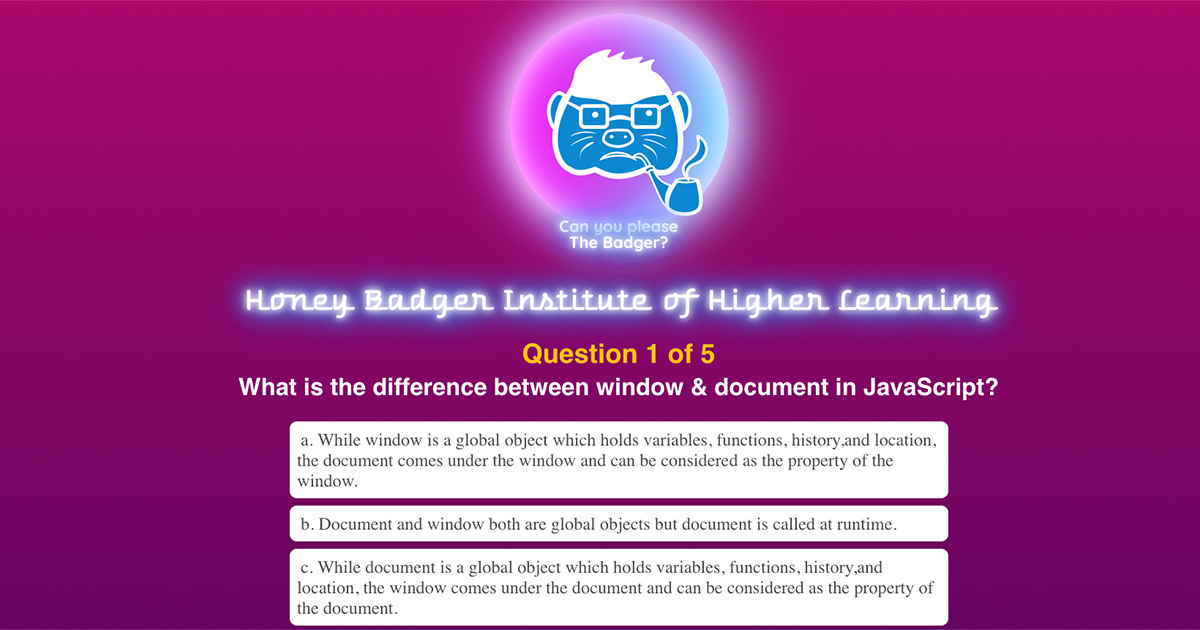 Can you please
The Badger?
Honey Badger Institute of Higher Learning
Question 1 of 5
What is the difference between window & document in JavaScript?
a. While window is a global object which holds variables, functions, history,and location,
the document comes under the window and can be considered as the property of the
window.
b. Document and window both are global objects but document is called at runtime.
c. While document is a global object which holds variables, functions, history,and
location, the window comes under the document and can be considered as the property of
the document.